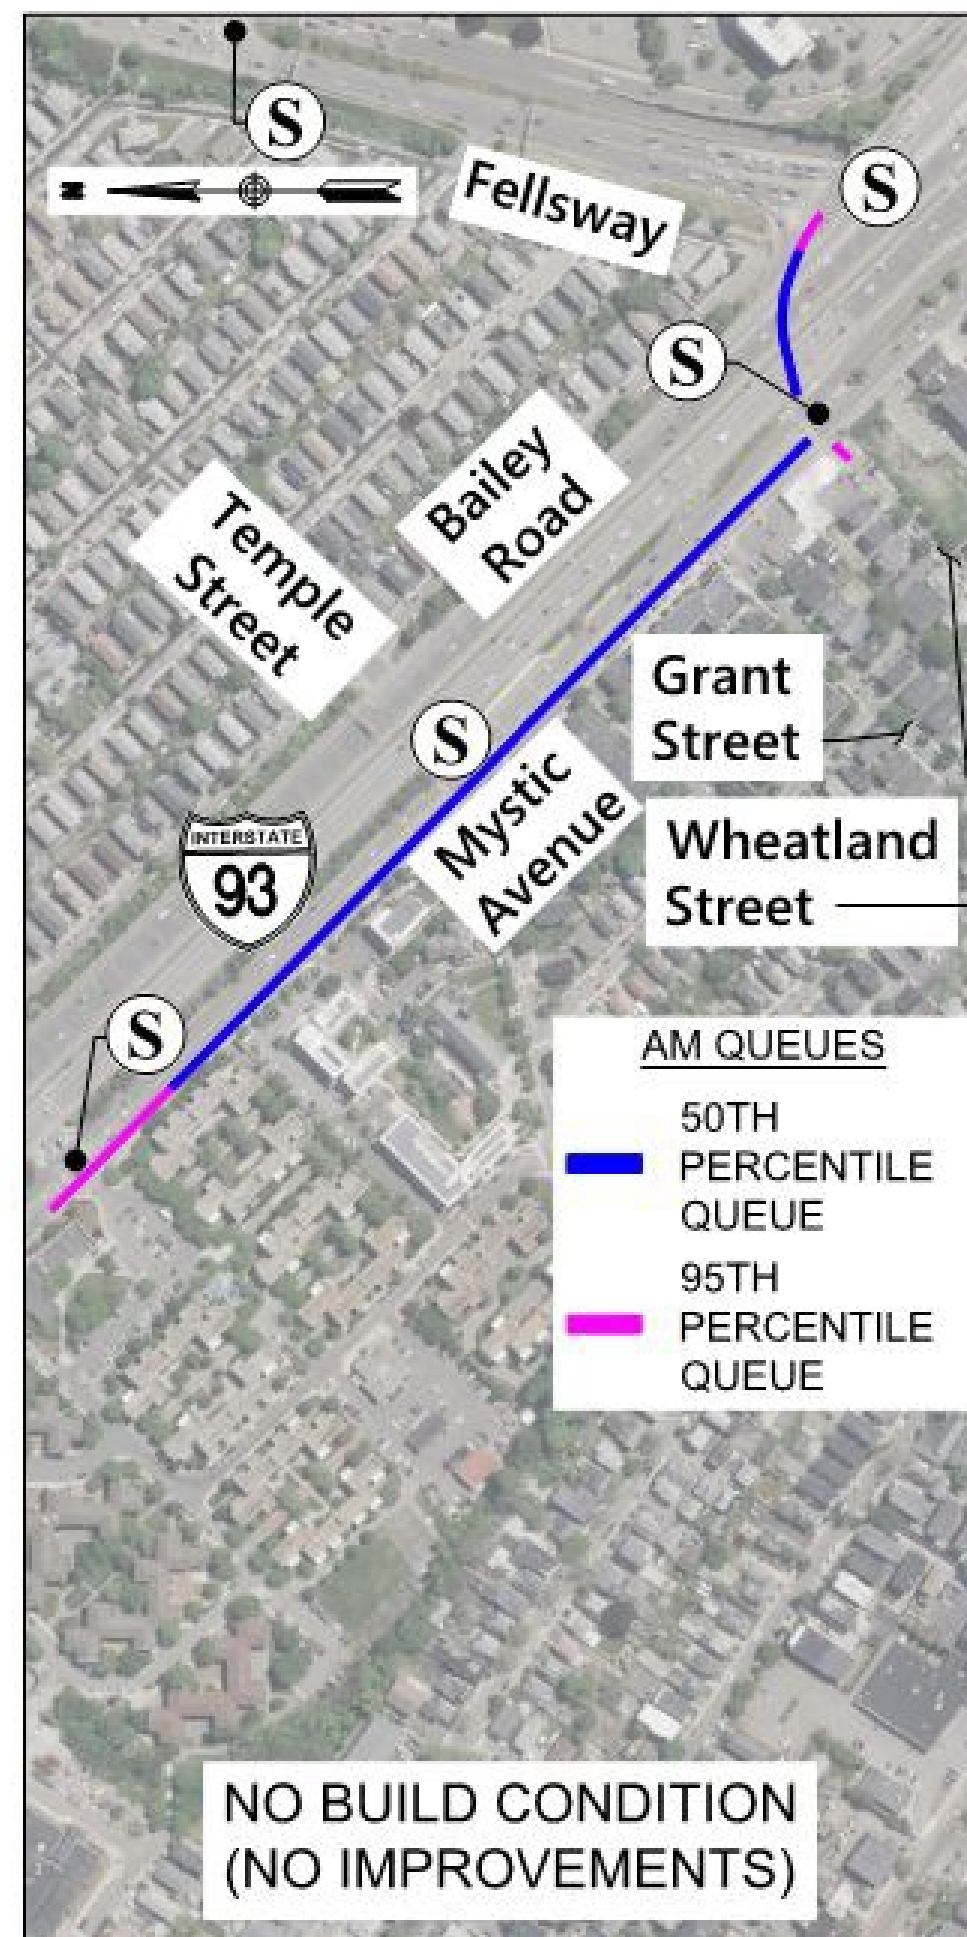 S
S
N
Fellsway
S
Bailey
Road
Temple
Street
Grant
Street
S
Mystic
Avenue
INTERSTATE
93
Wheatland
Street
S
AM QUEUES
50TH
PERCENTILE
QUEUE
95TH
PERCENTILE
QUEUE
NO BUILD CONDITION
(NO IMPROVEMENTS)